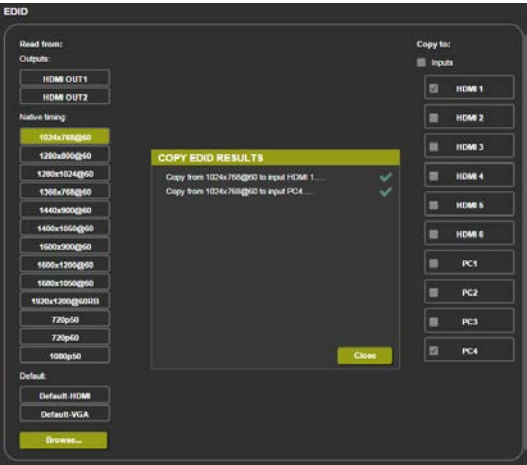 EDID
Read from:
Outputs:
HDMI OUT1
HDMI OUT2
Native timing:
1024x768@60
1280x800@60
1280x1024@60
1366x768@60
1440x900@60
1400x1050@60
1600x900@60
1600x1200@60
1680x1050@60
1920x1200@60RB
720p50
720p60
1080p50
Default:
Default-HDMI
Default-VGA
Browse...
COPY EDID RESULTS
Copy from 1024x768@60 to input HDMI 1.....
Copy from 1024x768@60 to input PC4.....
Close
Copy to:
Inputs
HDMI 1
HDMI 2
HDMI 3
HDMI 4
HDMI 5
HDMI 6
PC1
PC2
PC3
PC4